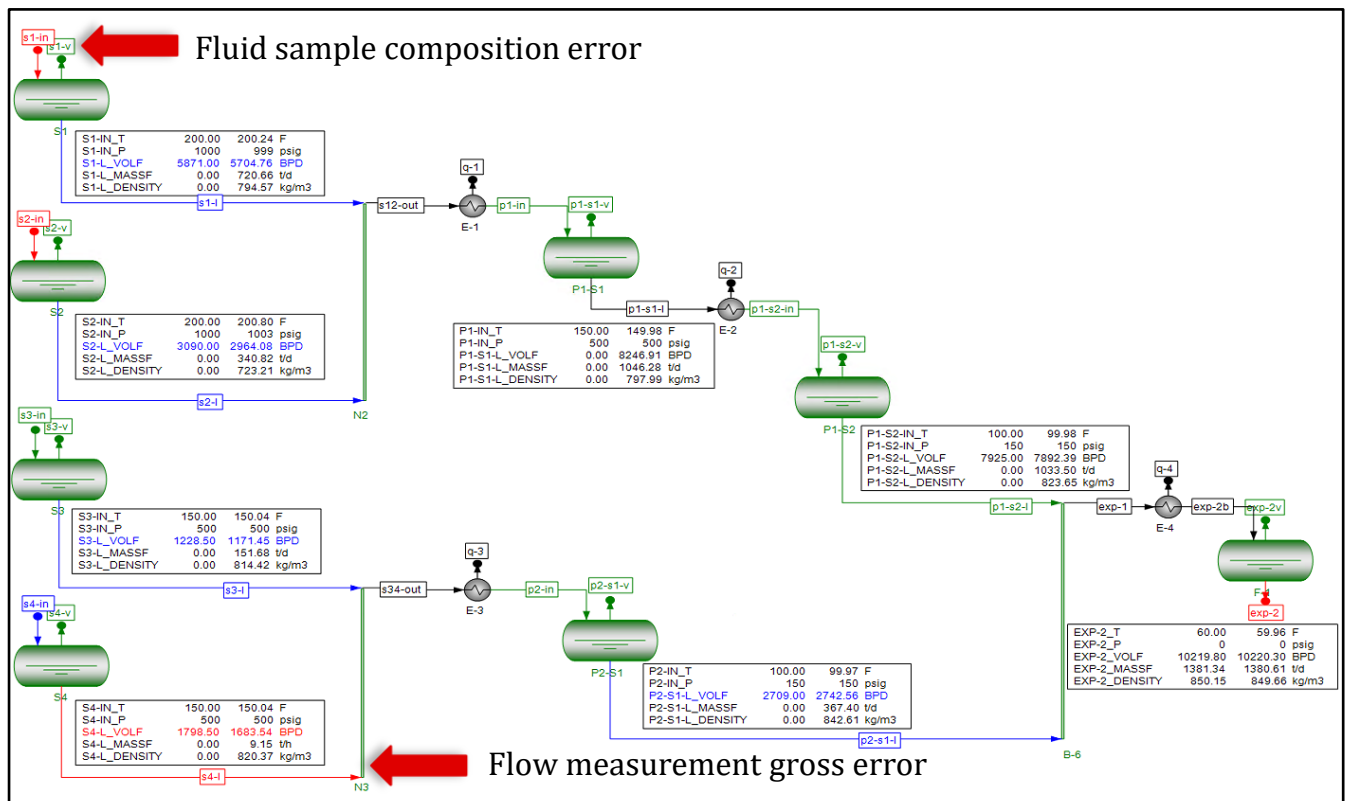 s1-in
s1-v
Fluid sample composition error
S1
S1-IN_T 200.00 200.24 F
S1-IN_P 1000 999 psig
S1-L_VOLF 5871.00 5704.76 BPD
S1-L_MASSF 0.00 720.66 t/d
S1-L_DENSITY 0.00 794.57 kg/m3
s1-l
s12-out
q-1
E-1
p1-in
p1-s1-v
P1-S1
s2-in
s2-v
S2
S2-IN_T 200.00 200.80 F
S2-IN_P 1000 1003 psig
S2-L_VOLF 3090.00 2964.08 BPD
S2-L_MASSF 0.00 340.82 t/d
S2-L_DENSITY 0.00 723.21 kg/m3
s2-l
N2
p1-s1-l
q-2
E-2
p1-s2-in
P1-IN_T 150.00 149.98 F
P1-IN_P 500 500 psig
P1-S1-L_VOLF 0.00 8246.91 BPD
P1-S1-L_MASSF 0.00 1046.28 t/d
P1-S1-L_DENSITY 0.00 797.99 kg/m3
p1-s2-v
P1-S2
P1-S2-IN_T 100.00 99.98 F
P1-S2-IN_P 150 150 psig
P1-S2-L_VOLF 7925.00 7892.39 BPD
P1-S2-L_MASSF 0.00 1033.50 t/d
P1-S2-L_DENSITY 0.00 823.65 kg/m3
p1-s2-l
s3-in
s3-v
S3
S3-IN_T 150.00 150.04 F
S3-IN_P 500 500 psig
S3-L_VOLF 1228.50 1171.45 BPD
S3-L_MASSF 0.00 151.68 t/d
S3-L_DENSITY 0.00 814.42 kg/m3
s3-l
s34-out
q-3
E-3
p2-in
p2-s1-v
P2-S1
exp-1
q-4
E-4
exp-2b
exp-2v
exp-2
s4-in
s4-v
S4
S4-IN_T 150.00 150.04 F
S4-IN_P 500 500 psig
S4-L_VOLF 1798.50 1683.54 BPD
S4-L_MASSF 0.00 9.15 t/h
S4-L_DENSITY 0.00 820.37 kg/m3
s4-l
N3
P2-IN_T 100.00 99.97 F
P2-IN_P 150 150 psig
P2-S1-L_VOLF 2709.00 2742.56 BPD
P2-S1-L_MASSF 0.00 367.40 t/d
P2-S1-L_DENSITY 0.00 842.61 kg/m3
p2-s1-l
B-6
EXP-2_T 60.00 59.96 F
EXP-2_P 0 0 psig
EXP-2_VOLF 10219.80 10220.30 BPD
EXP-2_MASSF 1381.34 1380.61 t/d
EXP-2_DENSITY 850.15 849.66 kg/m3
Flow measurement gross error